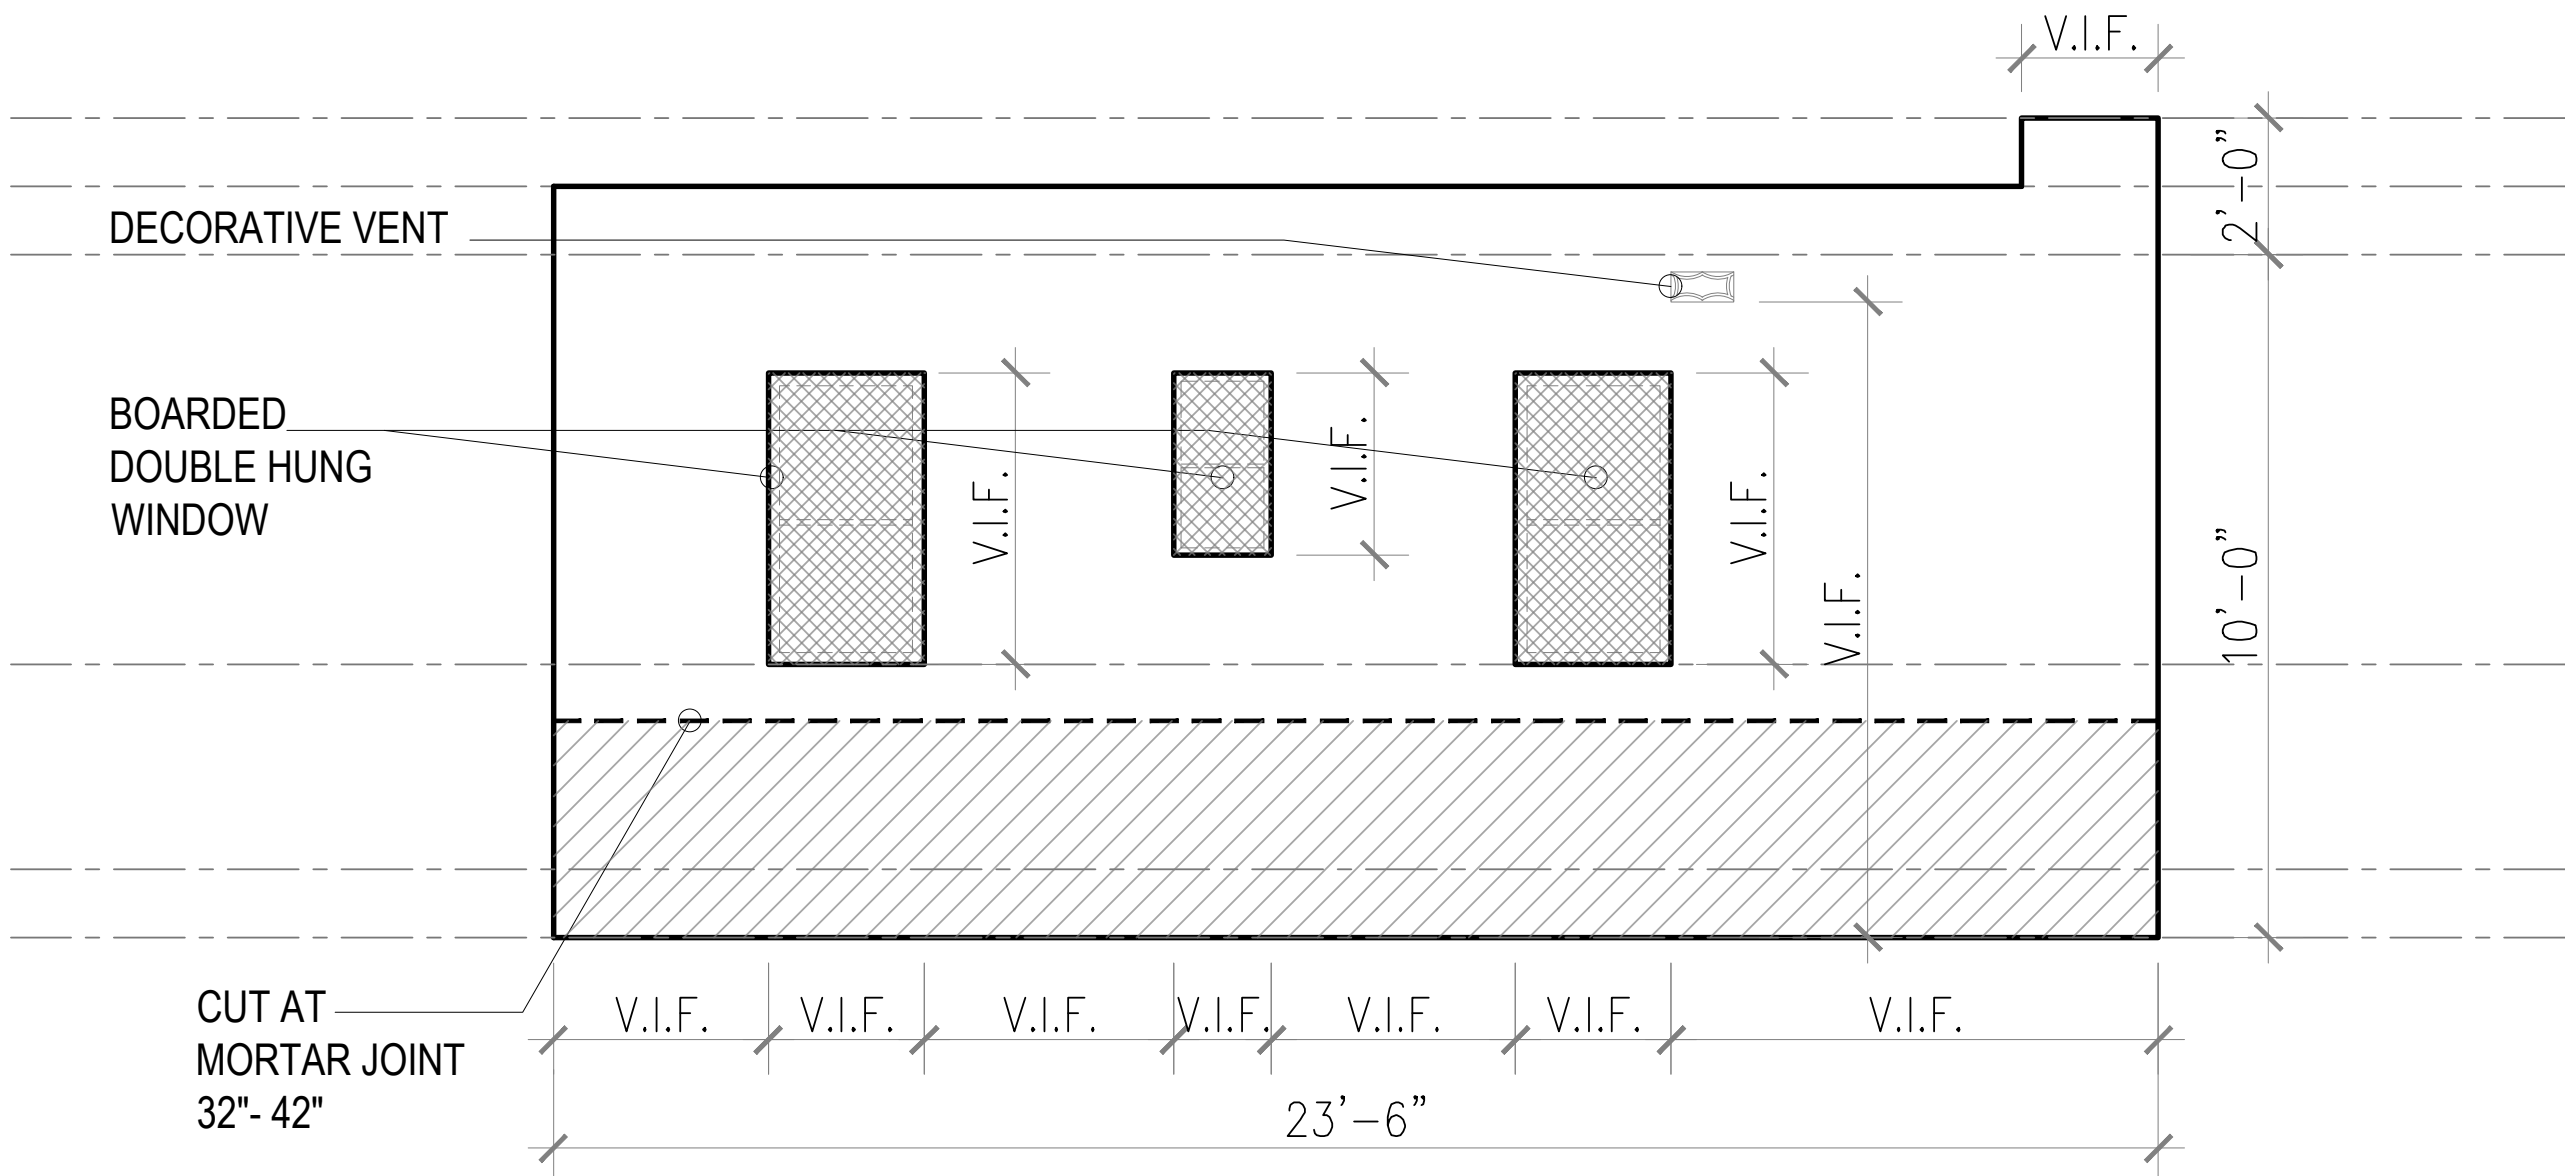 V.I.F.
2'-0"
DECORATIVE VENT
BOARDED
DOUBLE HUNG
WINDOW
V.I.F.
V.I.F.
V.I.F.
V.I.F.
10'-0"
CUT AT
MORTAR JOINT
32"- 42"
V.I.F.
V.I.F.
V.I.F.
V.I.F.
V.I.F.
V.I.F.
V.I.F.
23'-6"